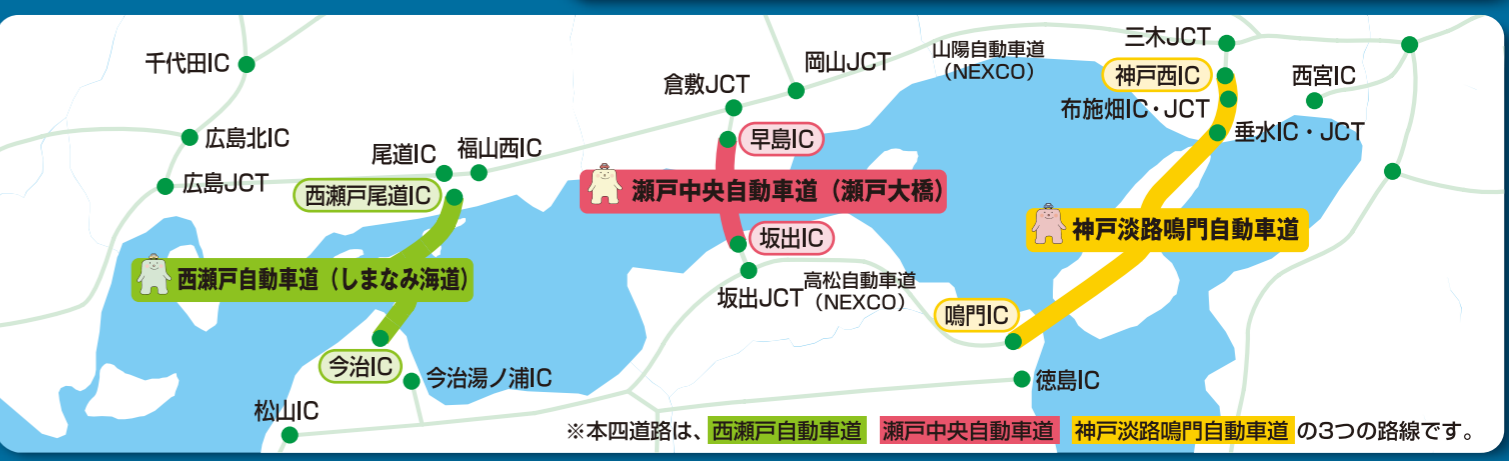 千代田IC
広島北IC
広島JCT
尾道IC
福山西IC
西瀬戸尾道IC
西瀬戸自動車道（しまなみ海道）
今治IC
今治湯ノ浦IC
松山IC
倉敷JCT
岡山JCT
早島IC
瀬戸中央自動車道（瀬戸大橋）
坂出IC
坂出JCT
高松自動車道
（NEXCO）
山陽自動車道
（NEXCO）
三木JCT
神戸西IC
西宮IC
布施畑IC・JCT
垂水IC・JCT
神戸淡路鳴門自動車道
鳴門IC
徳島IC
※本四道路は、西瀬戸自動車道 瀬戸中央自動車道 神戸淡路鳴門自動車道 の3つの路線です。